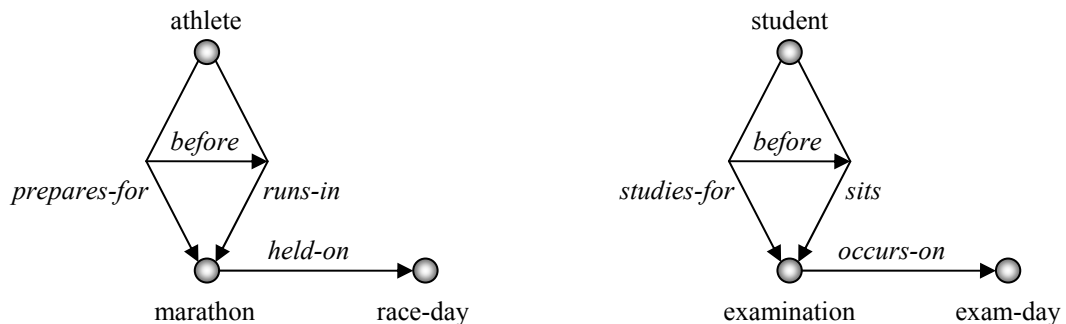 athlete
before
prepares-for
runs-in
held-on
marathon
race-day
student
before
studies-for
sits
occurs-on
examination
exam-day